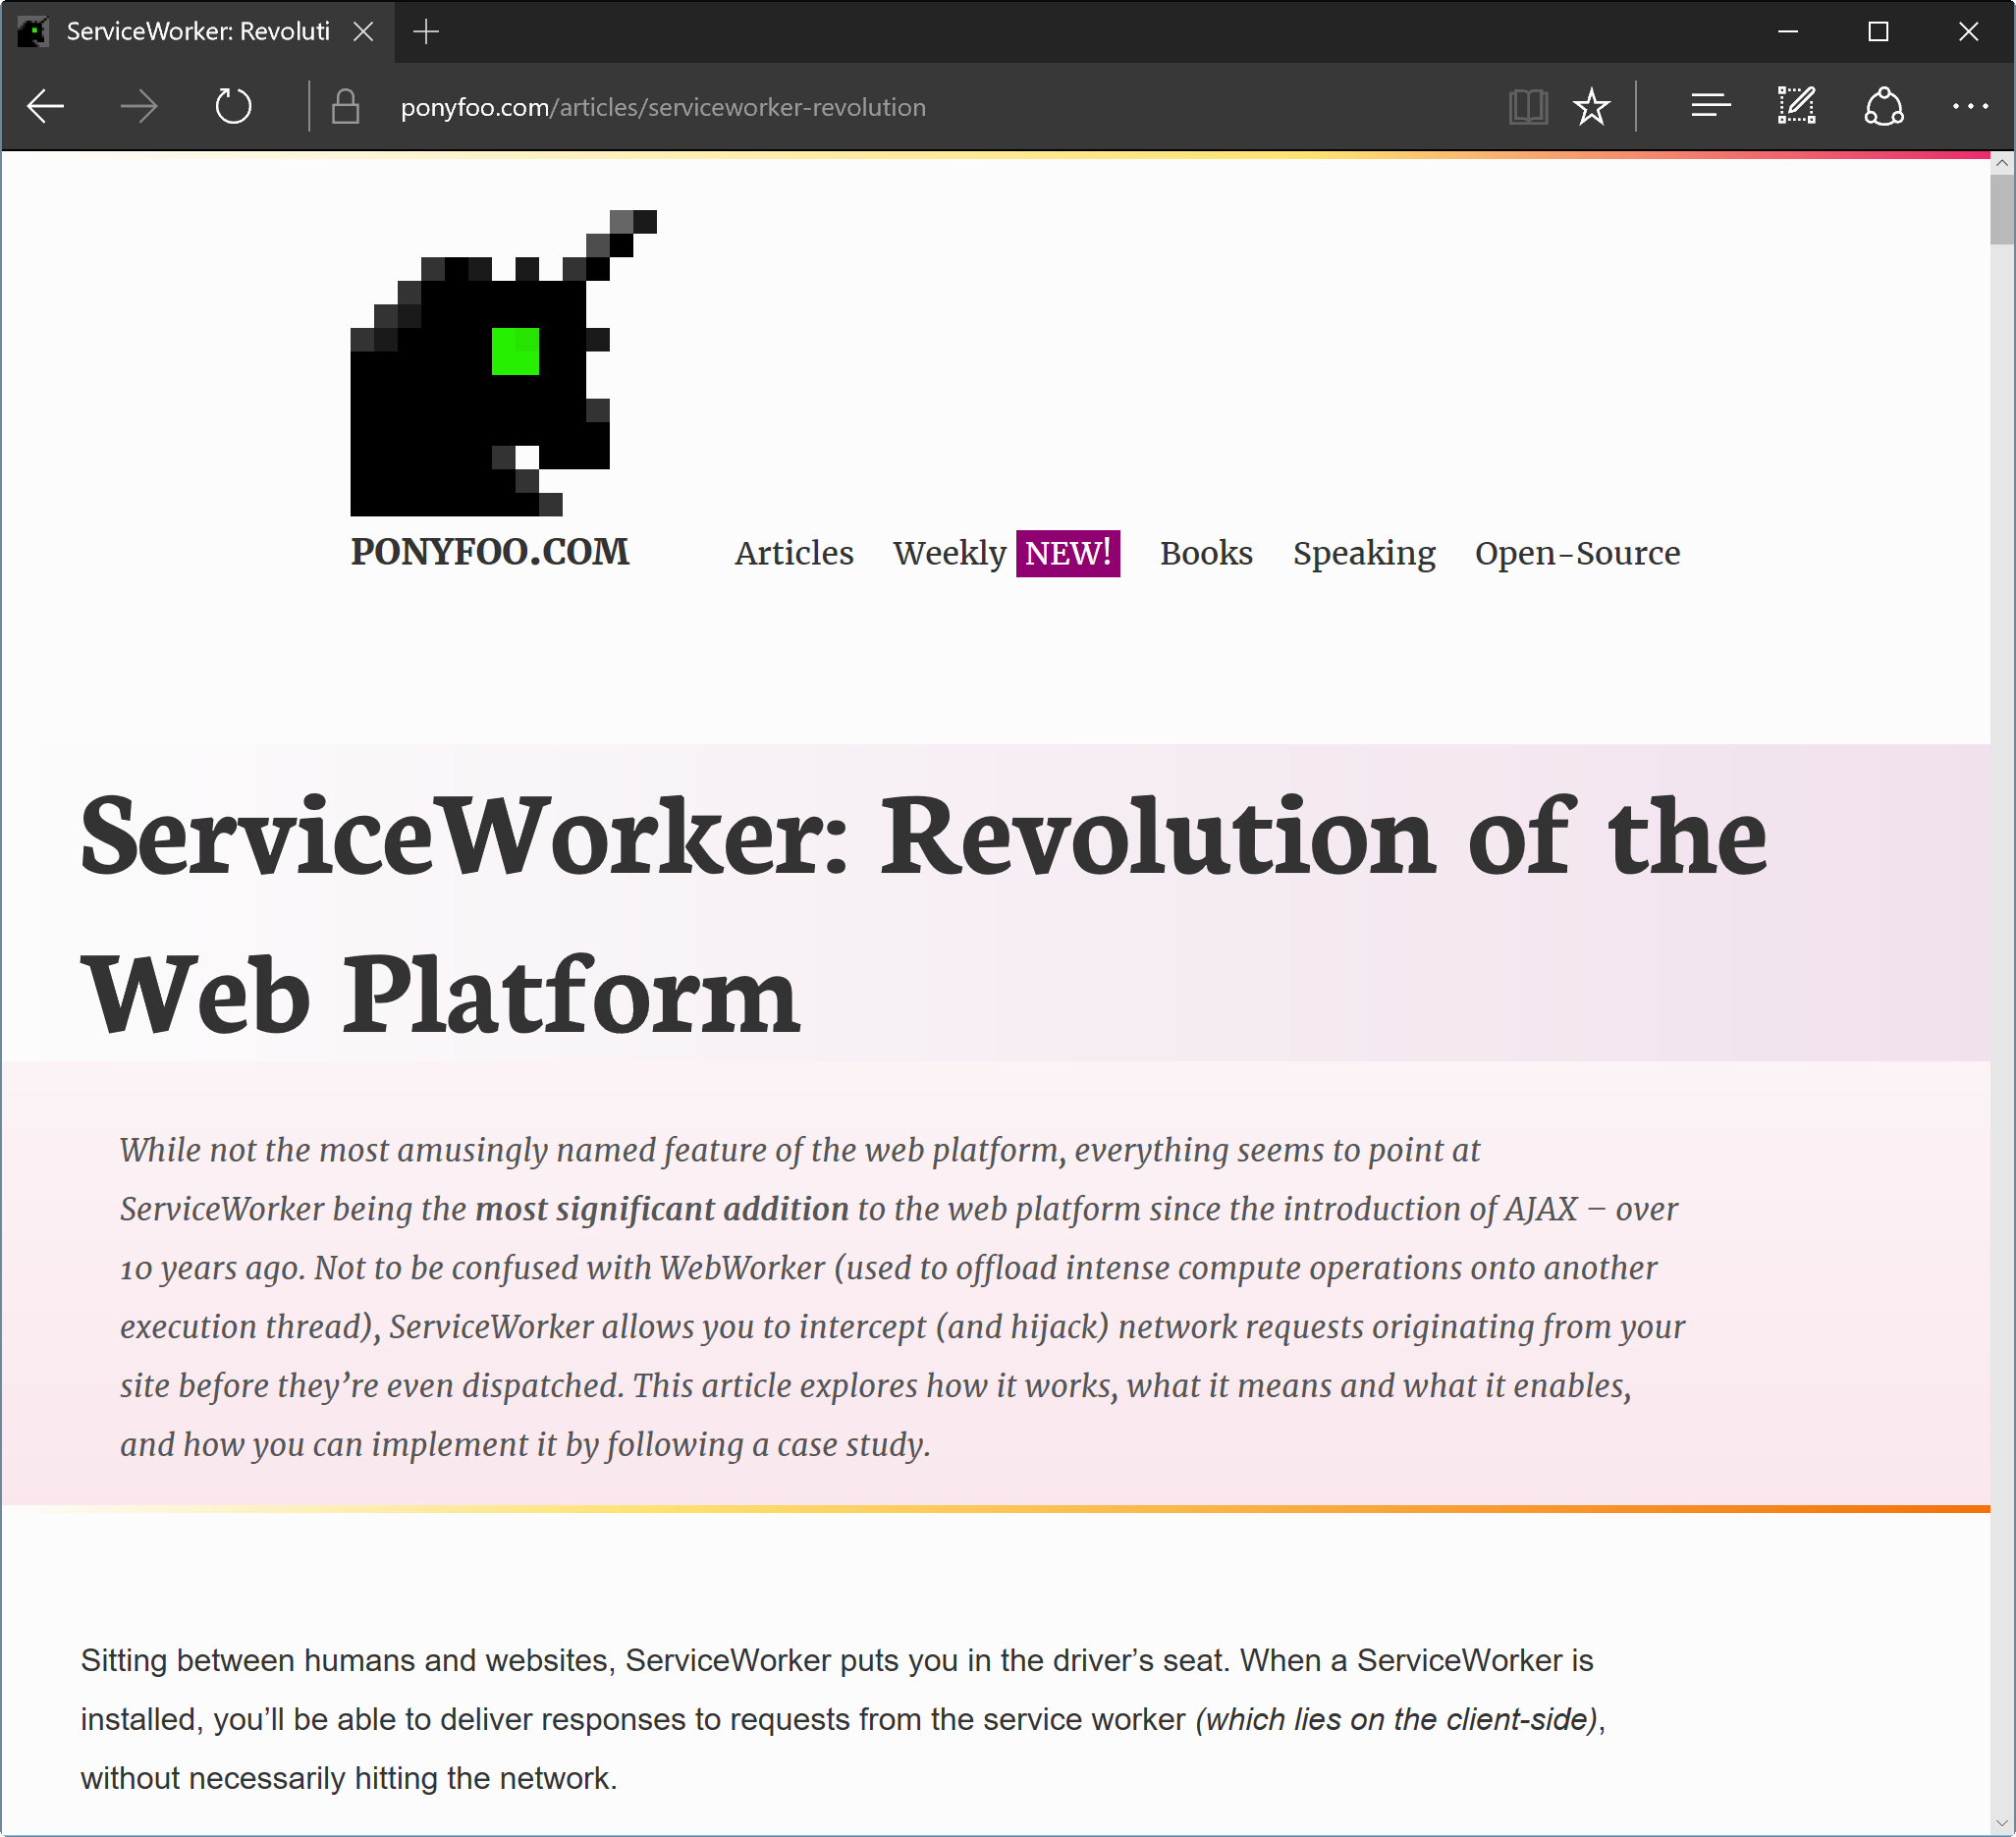 ServiceWorker: Revoluti
ponyfoo.com/articles/serviceworker-revolution
PONYFOO.COM
Articles Weekly NEW! Books Speaking Open-Source
ServiceWorker: Revolution of the
Web Platform
While not the most amusingly named feature of the web platform, everything seems to point at
ServiceWorker being the most significant addition to the web platform since the introduction of AJAX – over
10 years ago. Not to be confused with WebWorker (used to offload intense compute operations onto another
execution thread), ServiceWorker allows you to intercept (and hijack) network requests originating from your
site before they’re even dispatched. This article explores how it works, what it means and what it enables,
and how you can implement it by following a case study.
Sitting between humans and websites, ServiceWorker puts you in the driver’s seat. When a ServiceWorker is
installed, you’ll be able to deliver responses to requests from the service worker (which lies on the client-side),
without necessarily hitting the network.